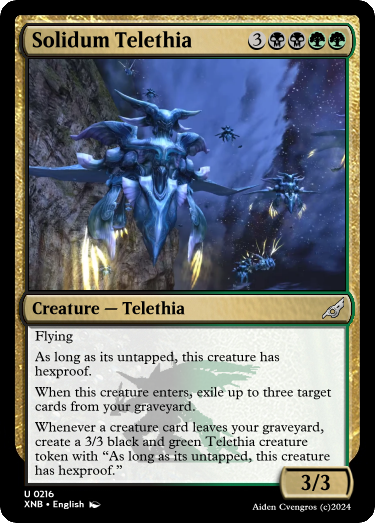 Solidum Telethia 3
Creature — Telethia
Flying
As long as its untapped, this creature has
hexproof.
When this creature enters, exile up to three target
cards from your graveyard.
Whenever a creature card leaves your graveyard,
create a 3/3 black and green Telethia creature
token with “As long as its untapped, this creature
has hexproof.”
3/3
U 0216
XNB • English
Aiden Cvengros (c)2024